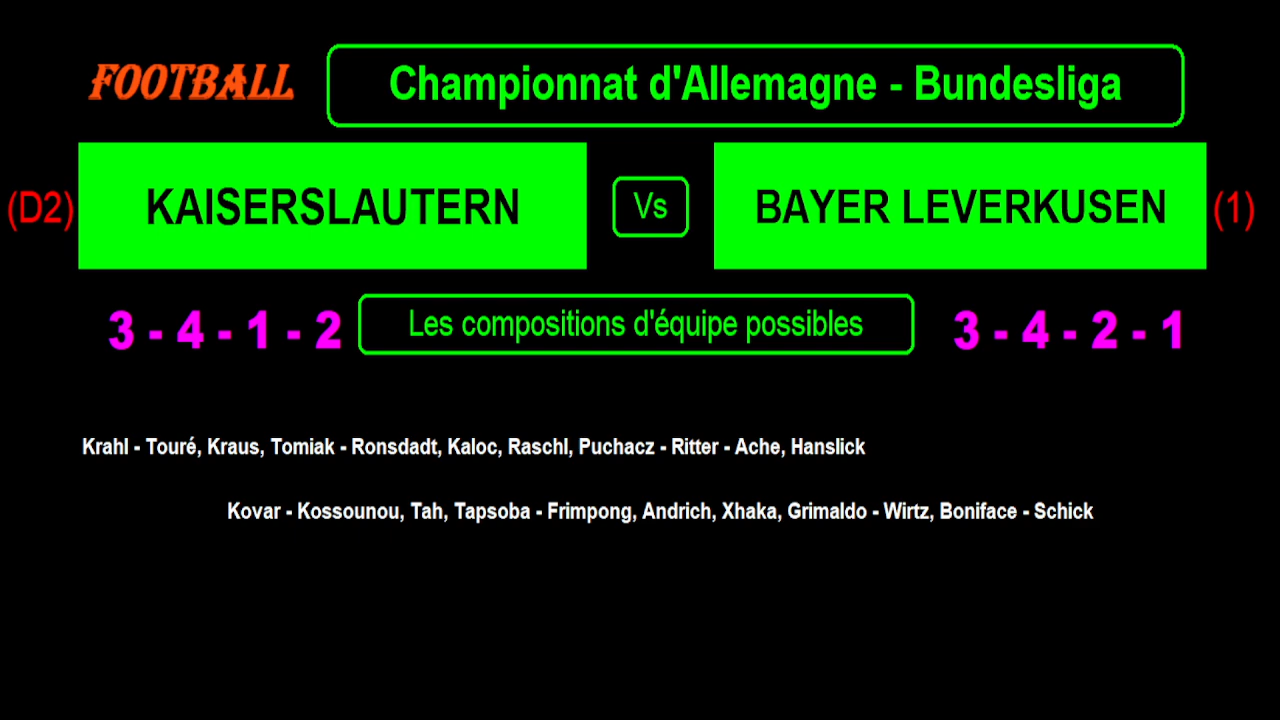 FOOTBALL
Championnat d'Allemagne - Bundesliga
(D2) KAISERSLAUTERN Vs BAYER LEVERKUSEN (1)
3 - 4 - 1 - 2 Les compositions d'équipe possibles 3 - 4 - 2 - 1
Krahl - Touré, Kraus, Tomiak - Ronsdadt, Kaloc, Raschl, Puchacz - Ritter - Ache, Hanslick
Kovar - Kossounou, Tah, Tapsoba - Frimpong, Andrich, Xhaka, Grimaldo - Wirtz, Boniface - Schick